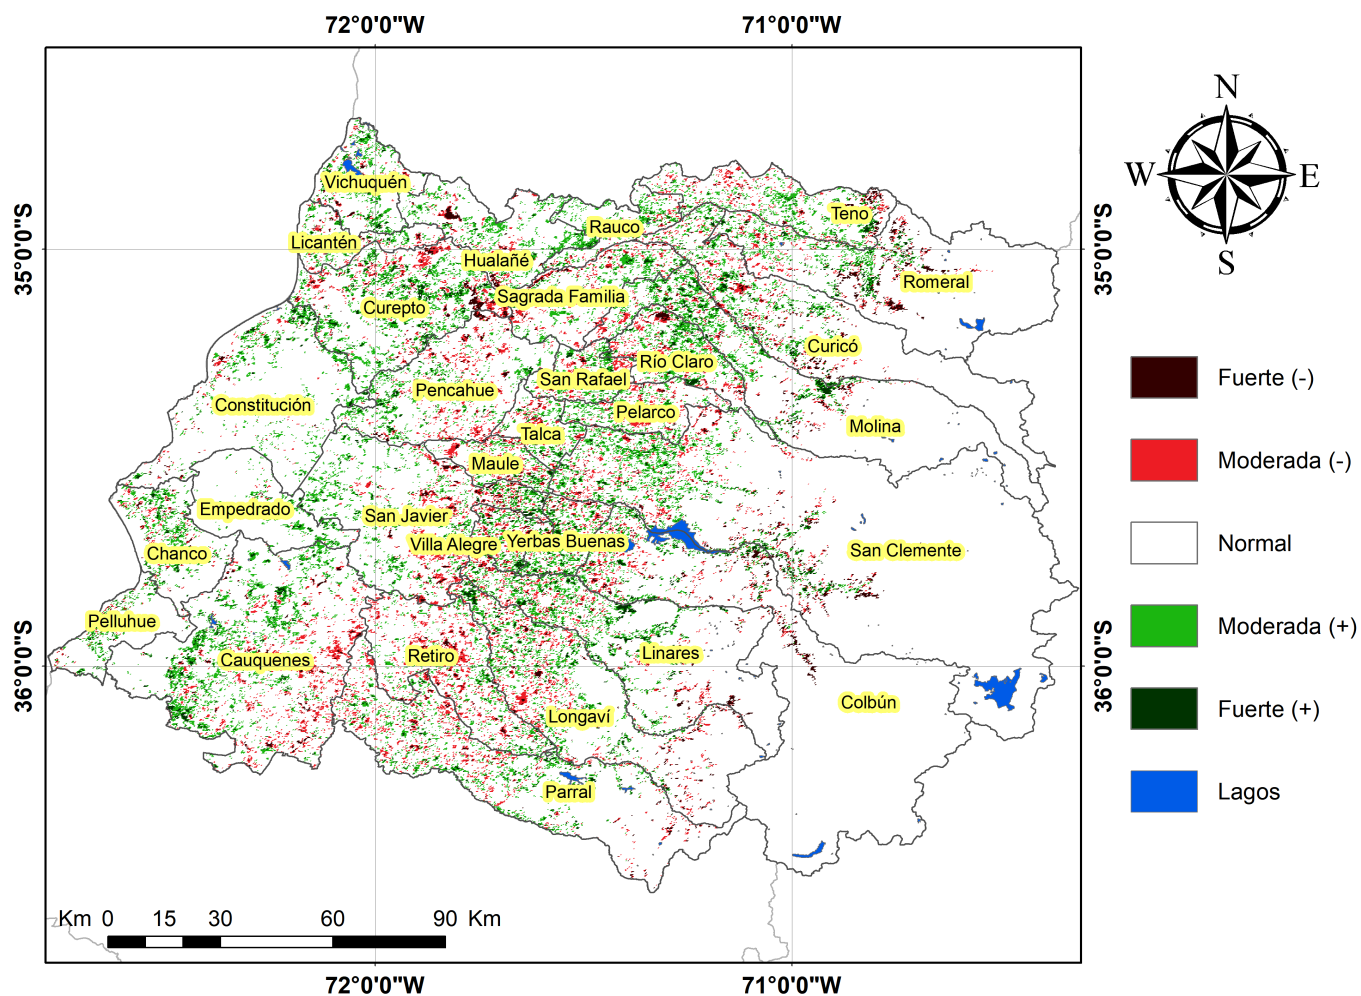 72°0'0"W
71°0'0"W
N
W
E
S
35°0'0"S
35°0'0"S
36°0'0"S
36°0'0"S
Vichuquén
Teno
Rauco
Licantén
Hualañé
Romeral
Sagrada Familia
Curepto
Curicó
Río Claro
San Rafael
Pencahue
Constitución
Pelarco
Molina
Talca
Maule
Empedrado
San Javier
Villa Alegre
Yerbas Buenas
San Clemente
Chanco
Pelluhue
Cauquenes
Retiro
Linares
Colbún
Longaví
Parral
Fuerte (-)
Moderada (-)
Normal
Moderada (+)
Fuerte (+)
Lagos
Km 0 15 30 60 90 Km
72°0'0"W
71°0'0"W